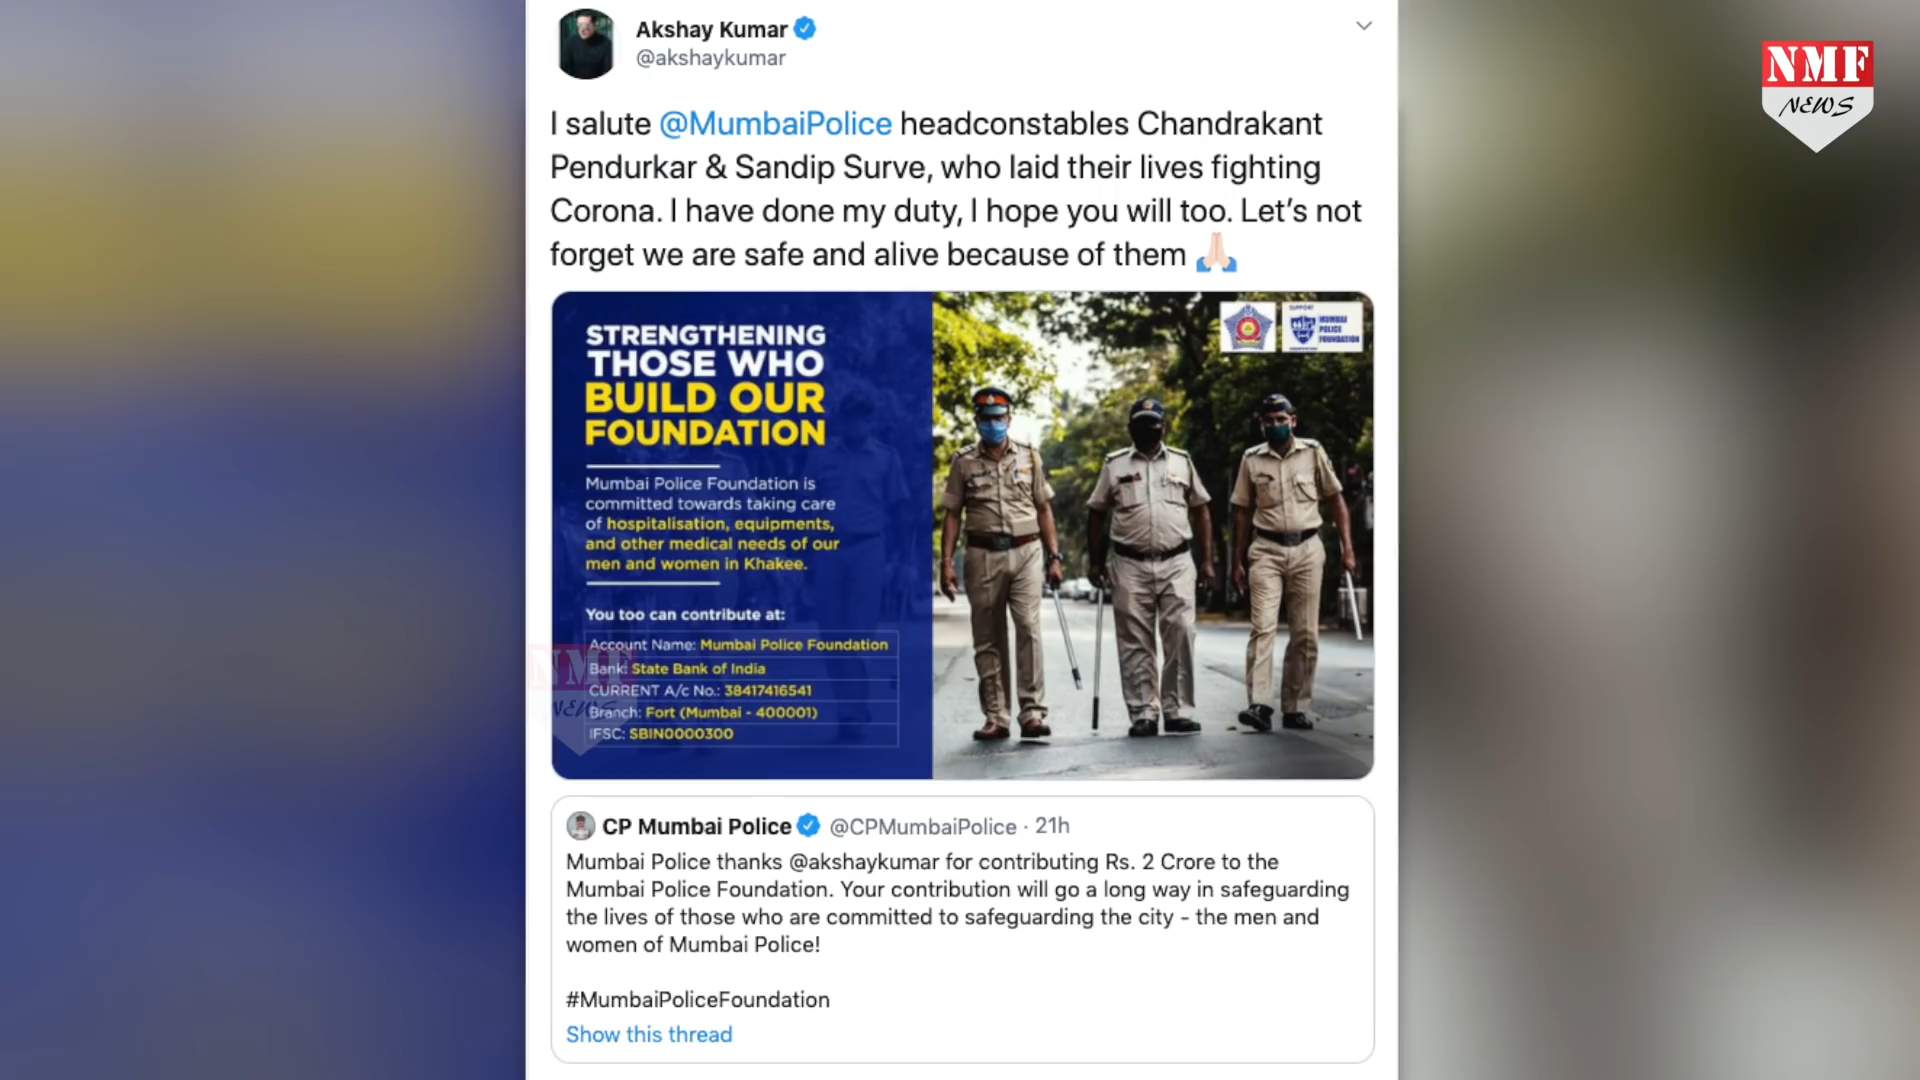 Akshay Kumar
@akshaykumar
NMF
NEWS
I salute @MumbaiPolice headconstables Chandrakant
Pendurkar & Sandip Surve, who laid their lives fighting
Corona. I have done my duty, I hope you will too. Let's not
forget we are safe and alive because of them 🙏🏻
STRENGTHENING
THOSE WHO
BUILD OUR
FOUNDATION
Mumbai Police Foundation is
committed towards taking care
of hospitalisation, equipments,
and other medical needs of our
men and women in Khakee.
You too can contribute at:
Account Name: Mumbai Police Foundation
Bank: State Bank of India
CURRENT A/c No.: 38417416541
Branch: Fort (Mumbai - 400001)
IFSC: SBIN0000300
NMF
NEWS
SUPPORT
MUMBAI
POLICE
FOUNDATION
CP Mumbai Police @CPMumbaiPolice · 21h
Mumbai Police thanks @akshaykumar for contributing Rs. 2 Crore to the
Mumbai Police Foundation. Your contribution will go a long way in safeguarding
the lives of those who are committed to safeguarding the city - the men and
women of Mumbai Police!
#MumbaiPoliceFoundation
Show this thread